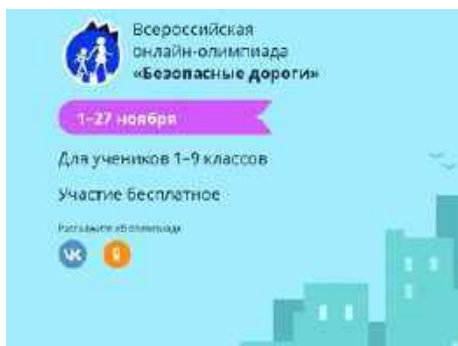 Всероссийская
онлайн-олимпиада
«Безопасные дороги»
1–27 ноября
Для учеников 1–9 классов
Участие бесплатное
Расскажите об олимпиаде